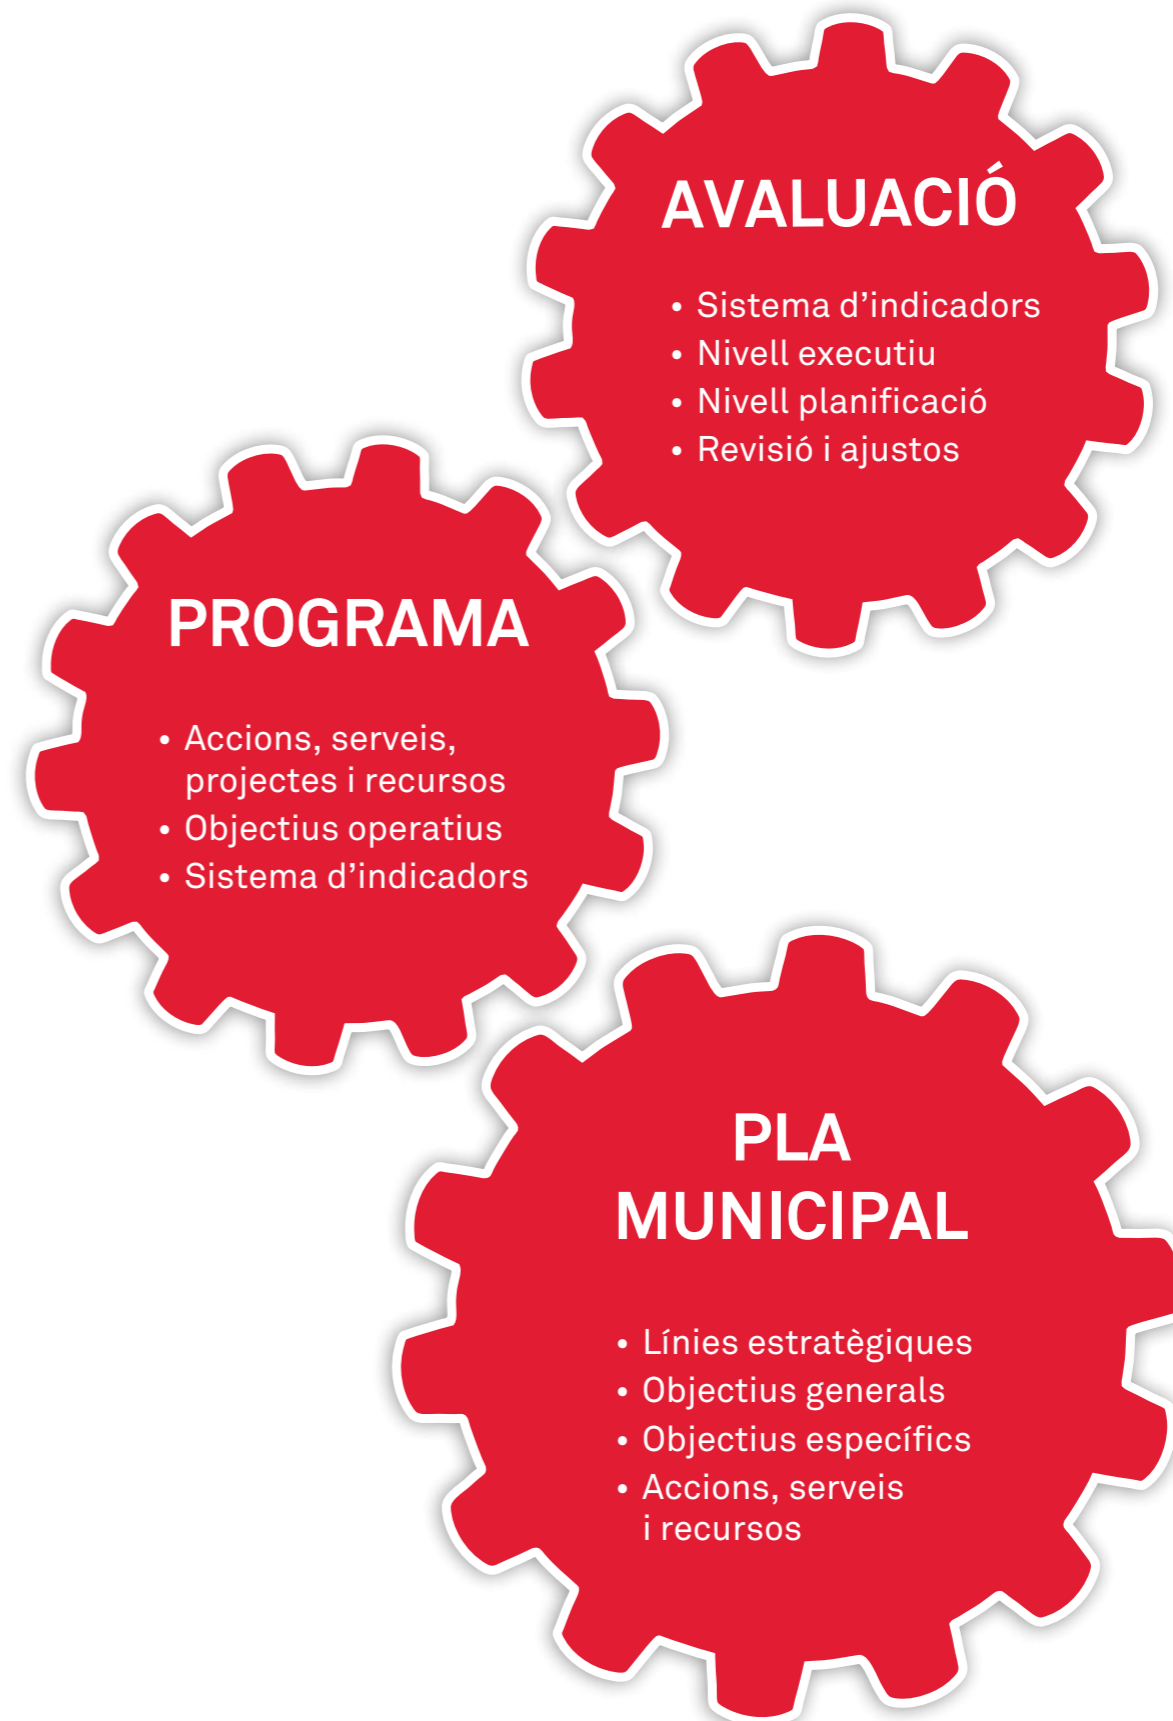 AVALUACIÓ
• Sistema d’indicadors
• Nivell executiu
• Nivell planificació
• Revisió i ajustos
PROGRAMA
• Accions, serveis,
projectes i recursos
• Objectius operatius
• Sistema d’indicadors
PLA
MUNICIPAL
• Línies estratègiques
• Objectius generals
• Objectius específics
• Accions, serveis
i recursos